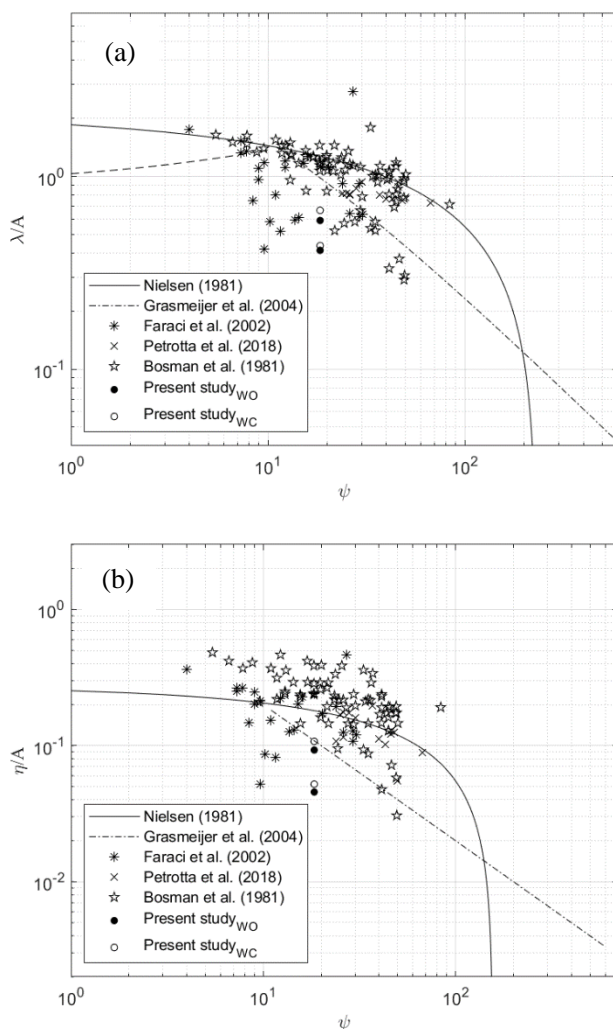 (a)
λ/A
10^1
10^0
10^-1
Nielsen (1981)
Grasmeijer et al. (2004)
Faraci et al. (2002)
Petrotta et al. (2018)
Bosman et al. (1981)
Present study_WO
Present study_WC
10^0
10^1
10^2
ψ
(b)
η/A
10^0
10^-1
10^-2
Nielsen (1981)
Grasmeijer et al. (2004)
Faraci et al. (2002)
Petrotta et al. (2018)
Bosman et al. (1981)
Present study_WO
Present study_WC
10^0
10^1
10^2
ψ